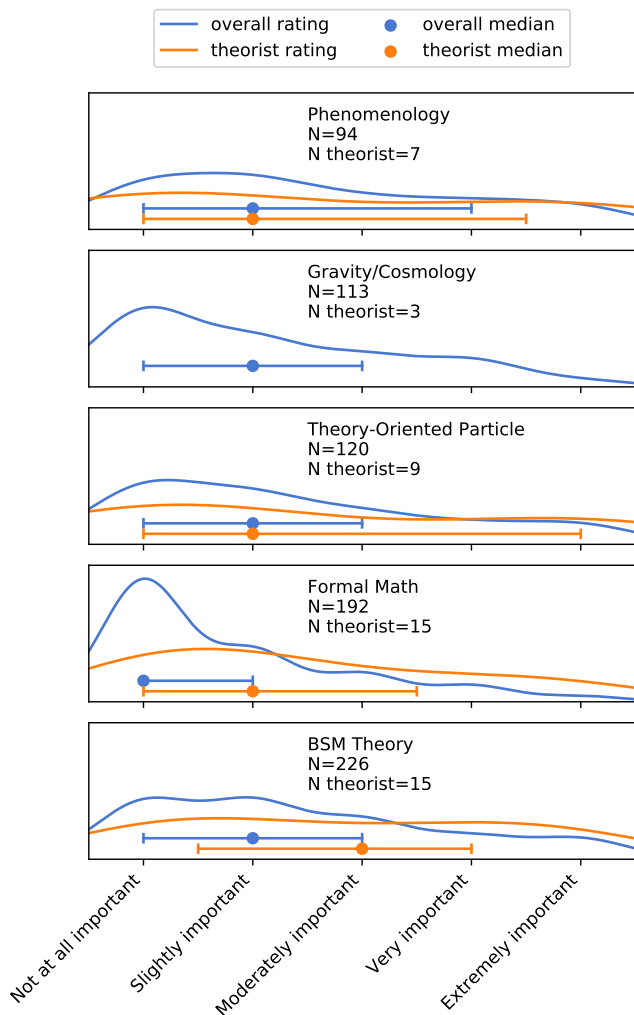 overall rating
theorist rating
overall median
theorist median
Phenomenology
N=94
N theorist=7
Gravity/Cosmology
N=113
N theorist=3
Theory-Oriented Particle
N=120
N theorist=9
Formal Math
N=192
N theorist=15
BSM Theory
N=226
N theorist=15
Not at all important
Slightly important
Moderately important
Very important
Extremely important